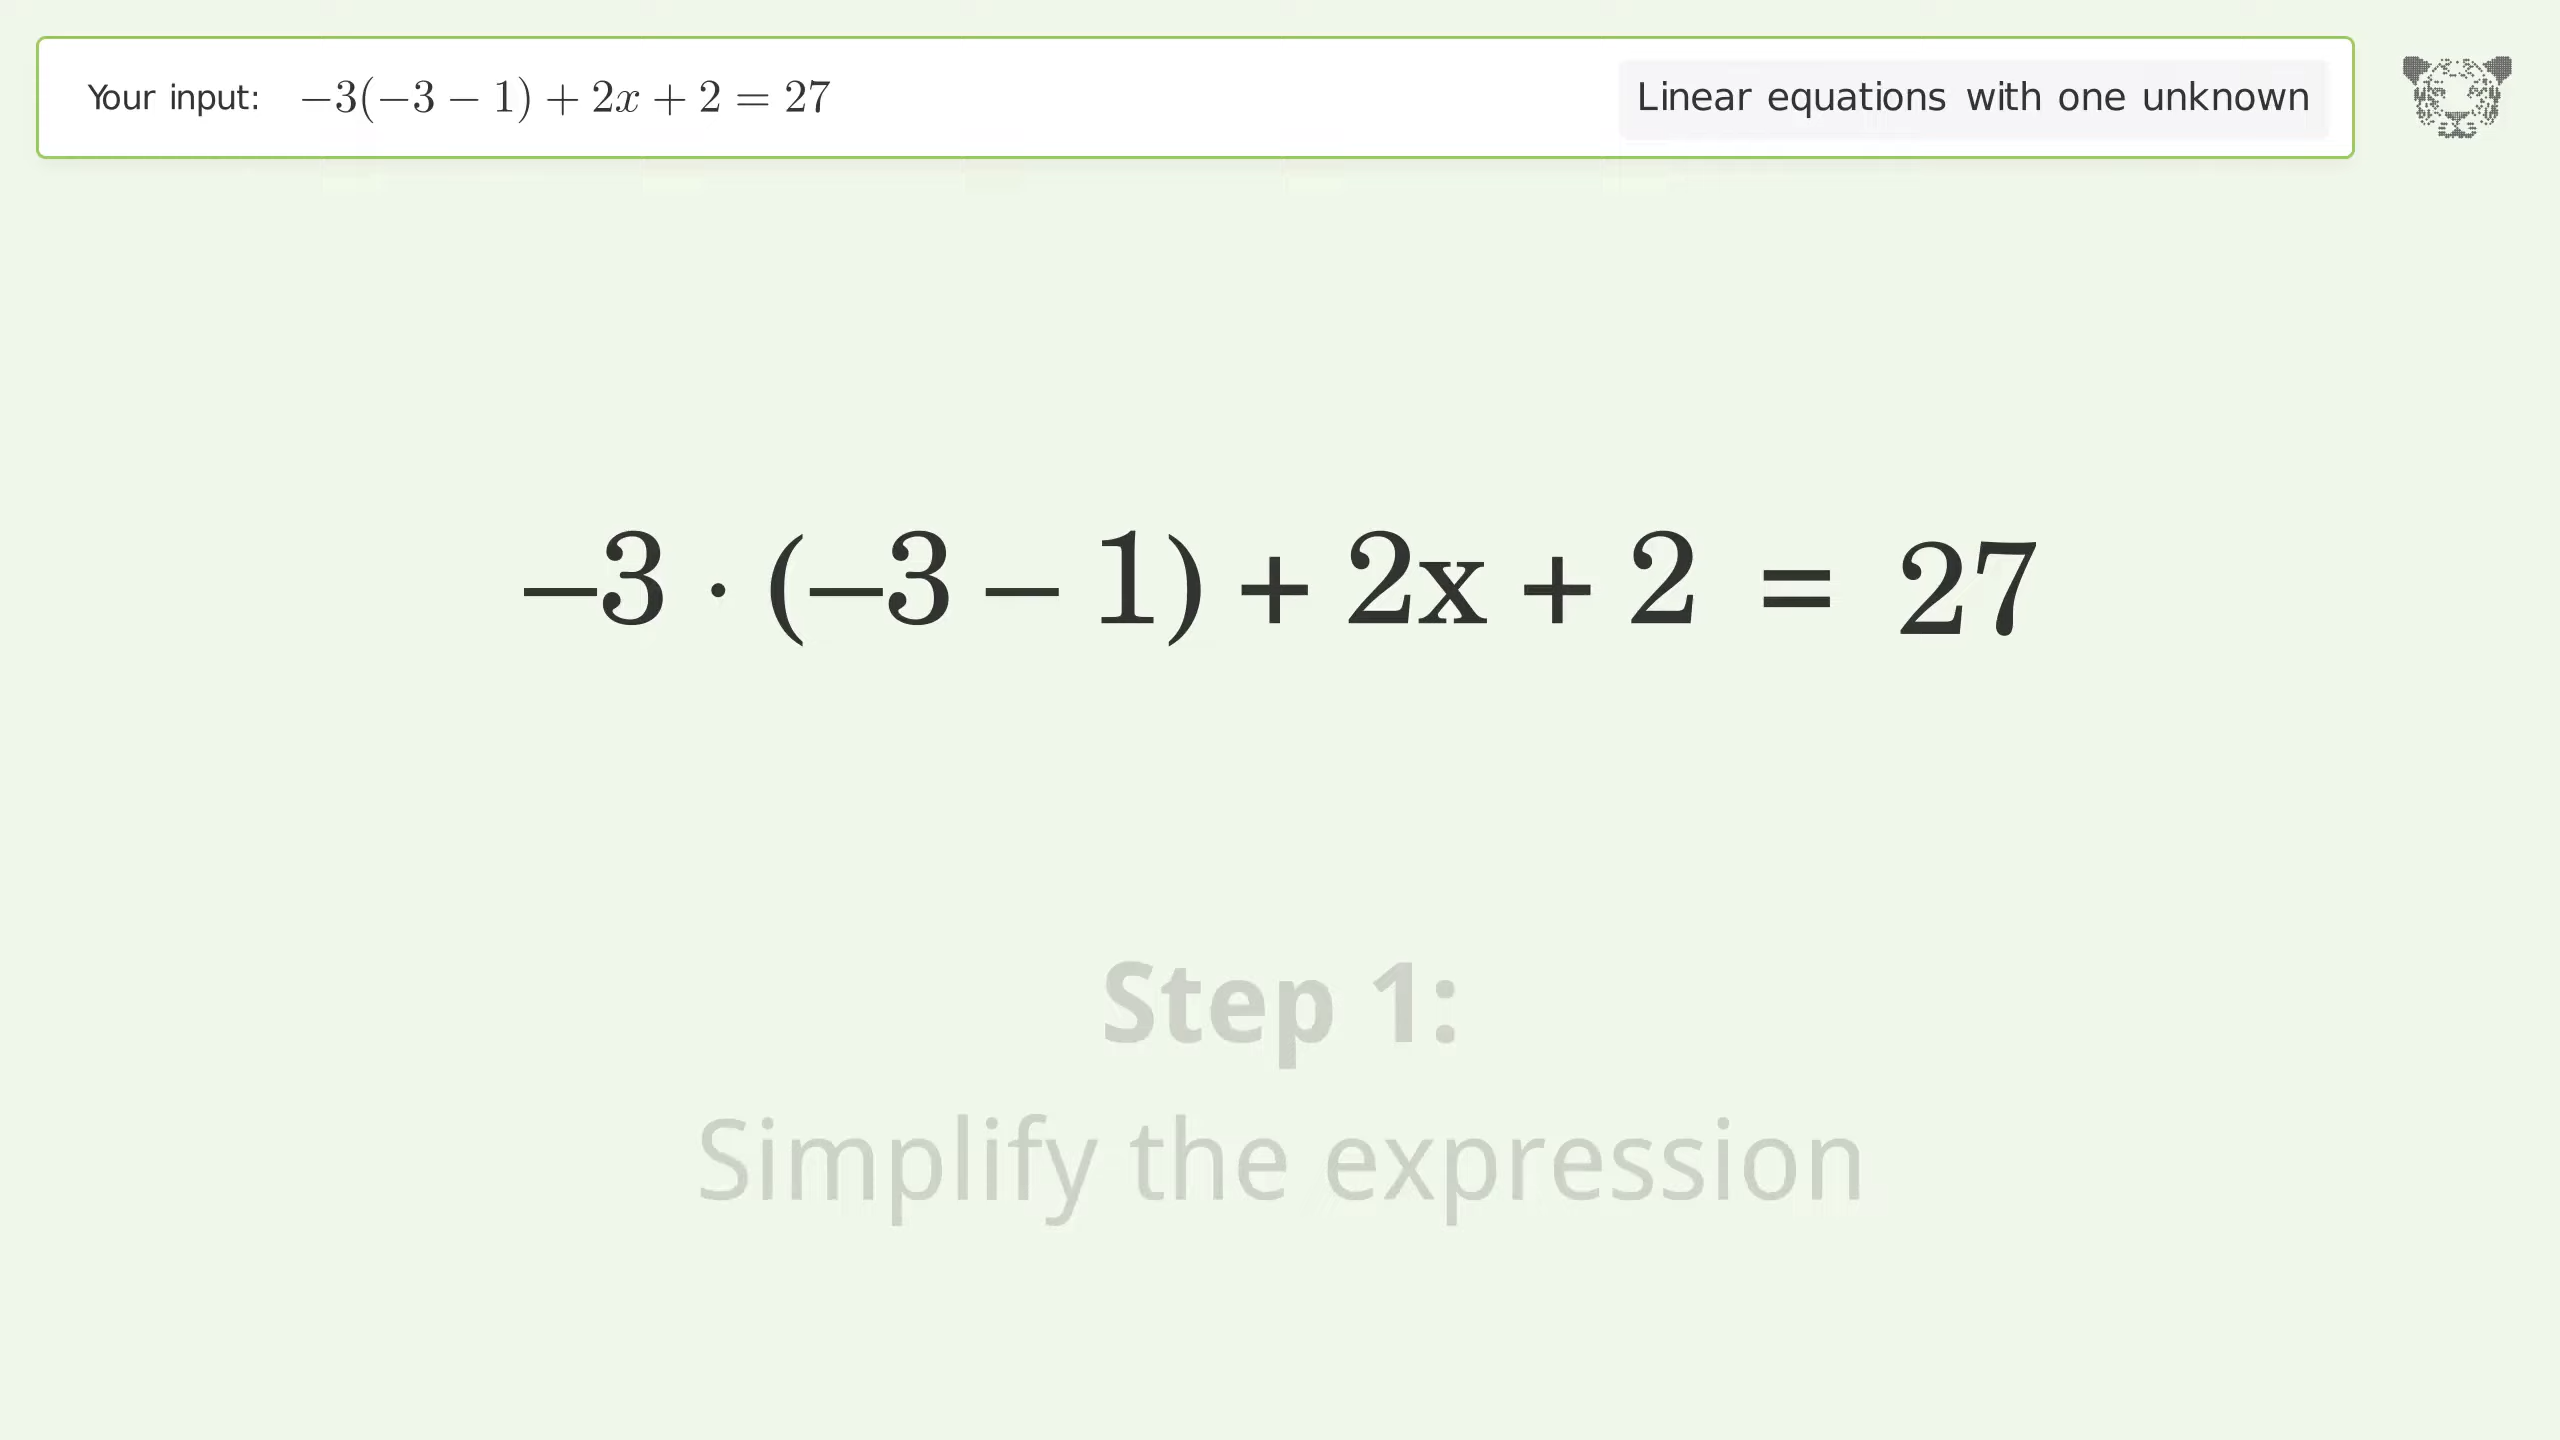 Your input: −3(−3 − 1) + 2x + 2 = 27
Linear equations with one unknown
−3 · (−3 − 1) + 2x + 2 = 27
Step 1:
Simplify the expression